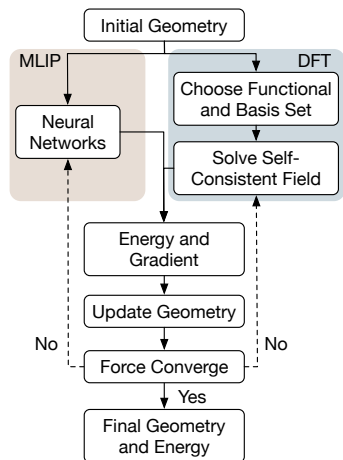 Initial Geometry
MLIP
DFT
Choose Functional
and Basis Set
Neural
Networks
Solve Self-
Consistent Field
Energy and
Gradient
Update Geometry
No
No
Force Converge
Yes
Final Geometry
and Energy